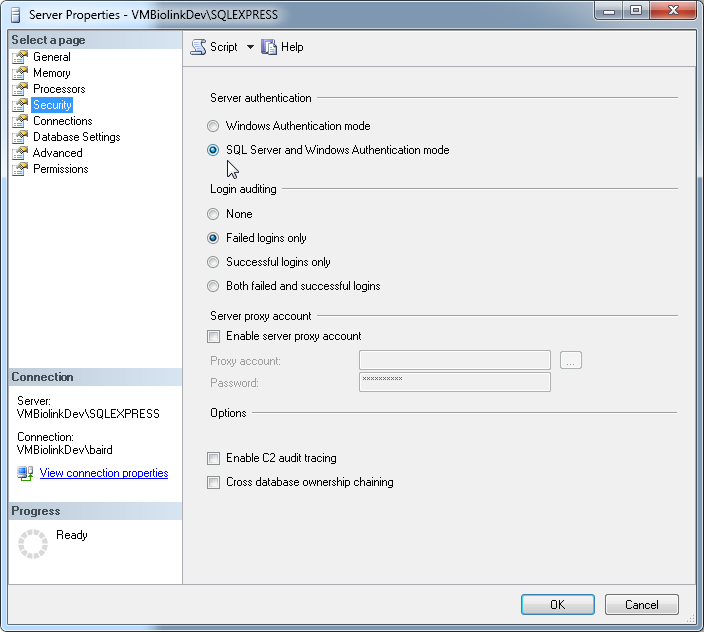 Server Properties - VMBiolinkDev\SQLEXPRESS
Select a page
General
Memory
Processors
Security
Connections
Database Settings
Advanced
Permissions
Connection
Server:
VMBiolinkDev\SQLEXPRESS
Connection:
VMBiolinkDev\baird
View connection properties
Progress
Ready
Script Help
Server authentication
Windows Authentication mode
SQL Server and Windows Authentication mode
Login auditing
None
Failed logins only
Successful logins only
Both failed and successful logins
Server proxy account
Enable server proxy account
Proxy account:
...
Password: **********
Options
Enable C2 audit tracing
Cross database ownership chaining
OK Cancel